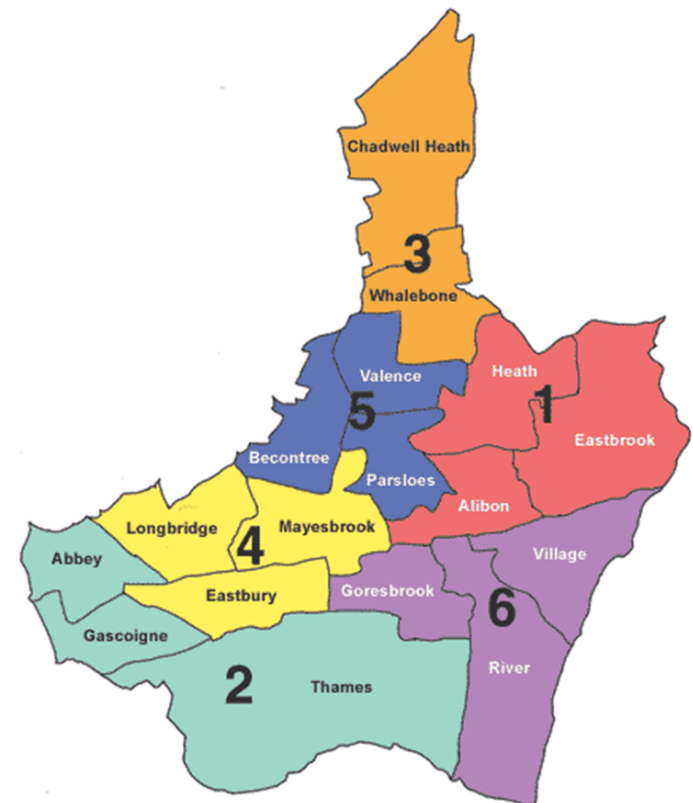 Chadwell Heath
3
Whalebone
Valence
Heath
5
1
Eastbrook
Becontree
Parsloes
Alibon
Longbridge
Mayesbrook
4
Abbey
Village
Eastbury
Goresbrook
6
Gascoigne
River
2
Thames